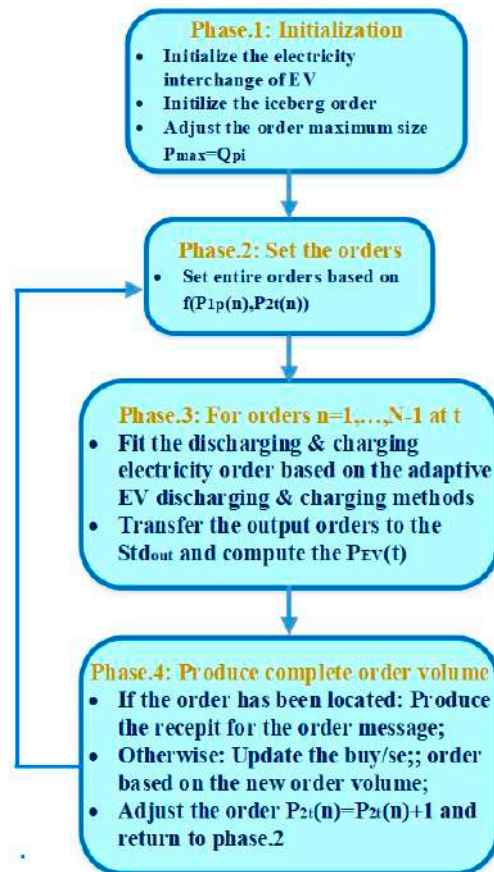 Phase.1: Initialization
• Initialize the electricity
interchange of EV
• Initilize the iceberg order
• Adjust the order maximum size
Pmax=Qpi
Phase.2: Set the orders
• Set entire orders based on
f(P1p(n),P2t(n))
Phase.3: For orders n=1,...,N-1 at t
• Fit the discharging & charging
electricity order based on the adaptive
EV discharging & charging methods
• Transfer the output orders to the
Stdout and compute the PEV(t)
Phase.4: Produce complete order volume
• If the order has been located: Produce
the recepit for the order message;
• Otherwise: Update the buy/se;; order
based on the new order volume;
• Adjust the order P2t(n)=P2t(n)+1 and
return to phase.2
.